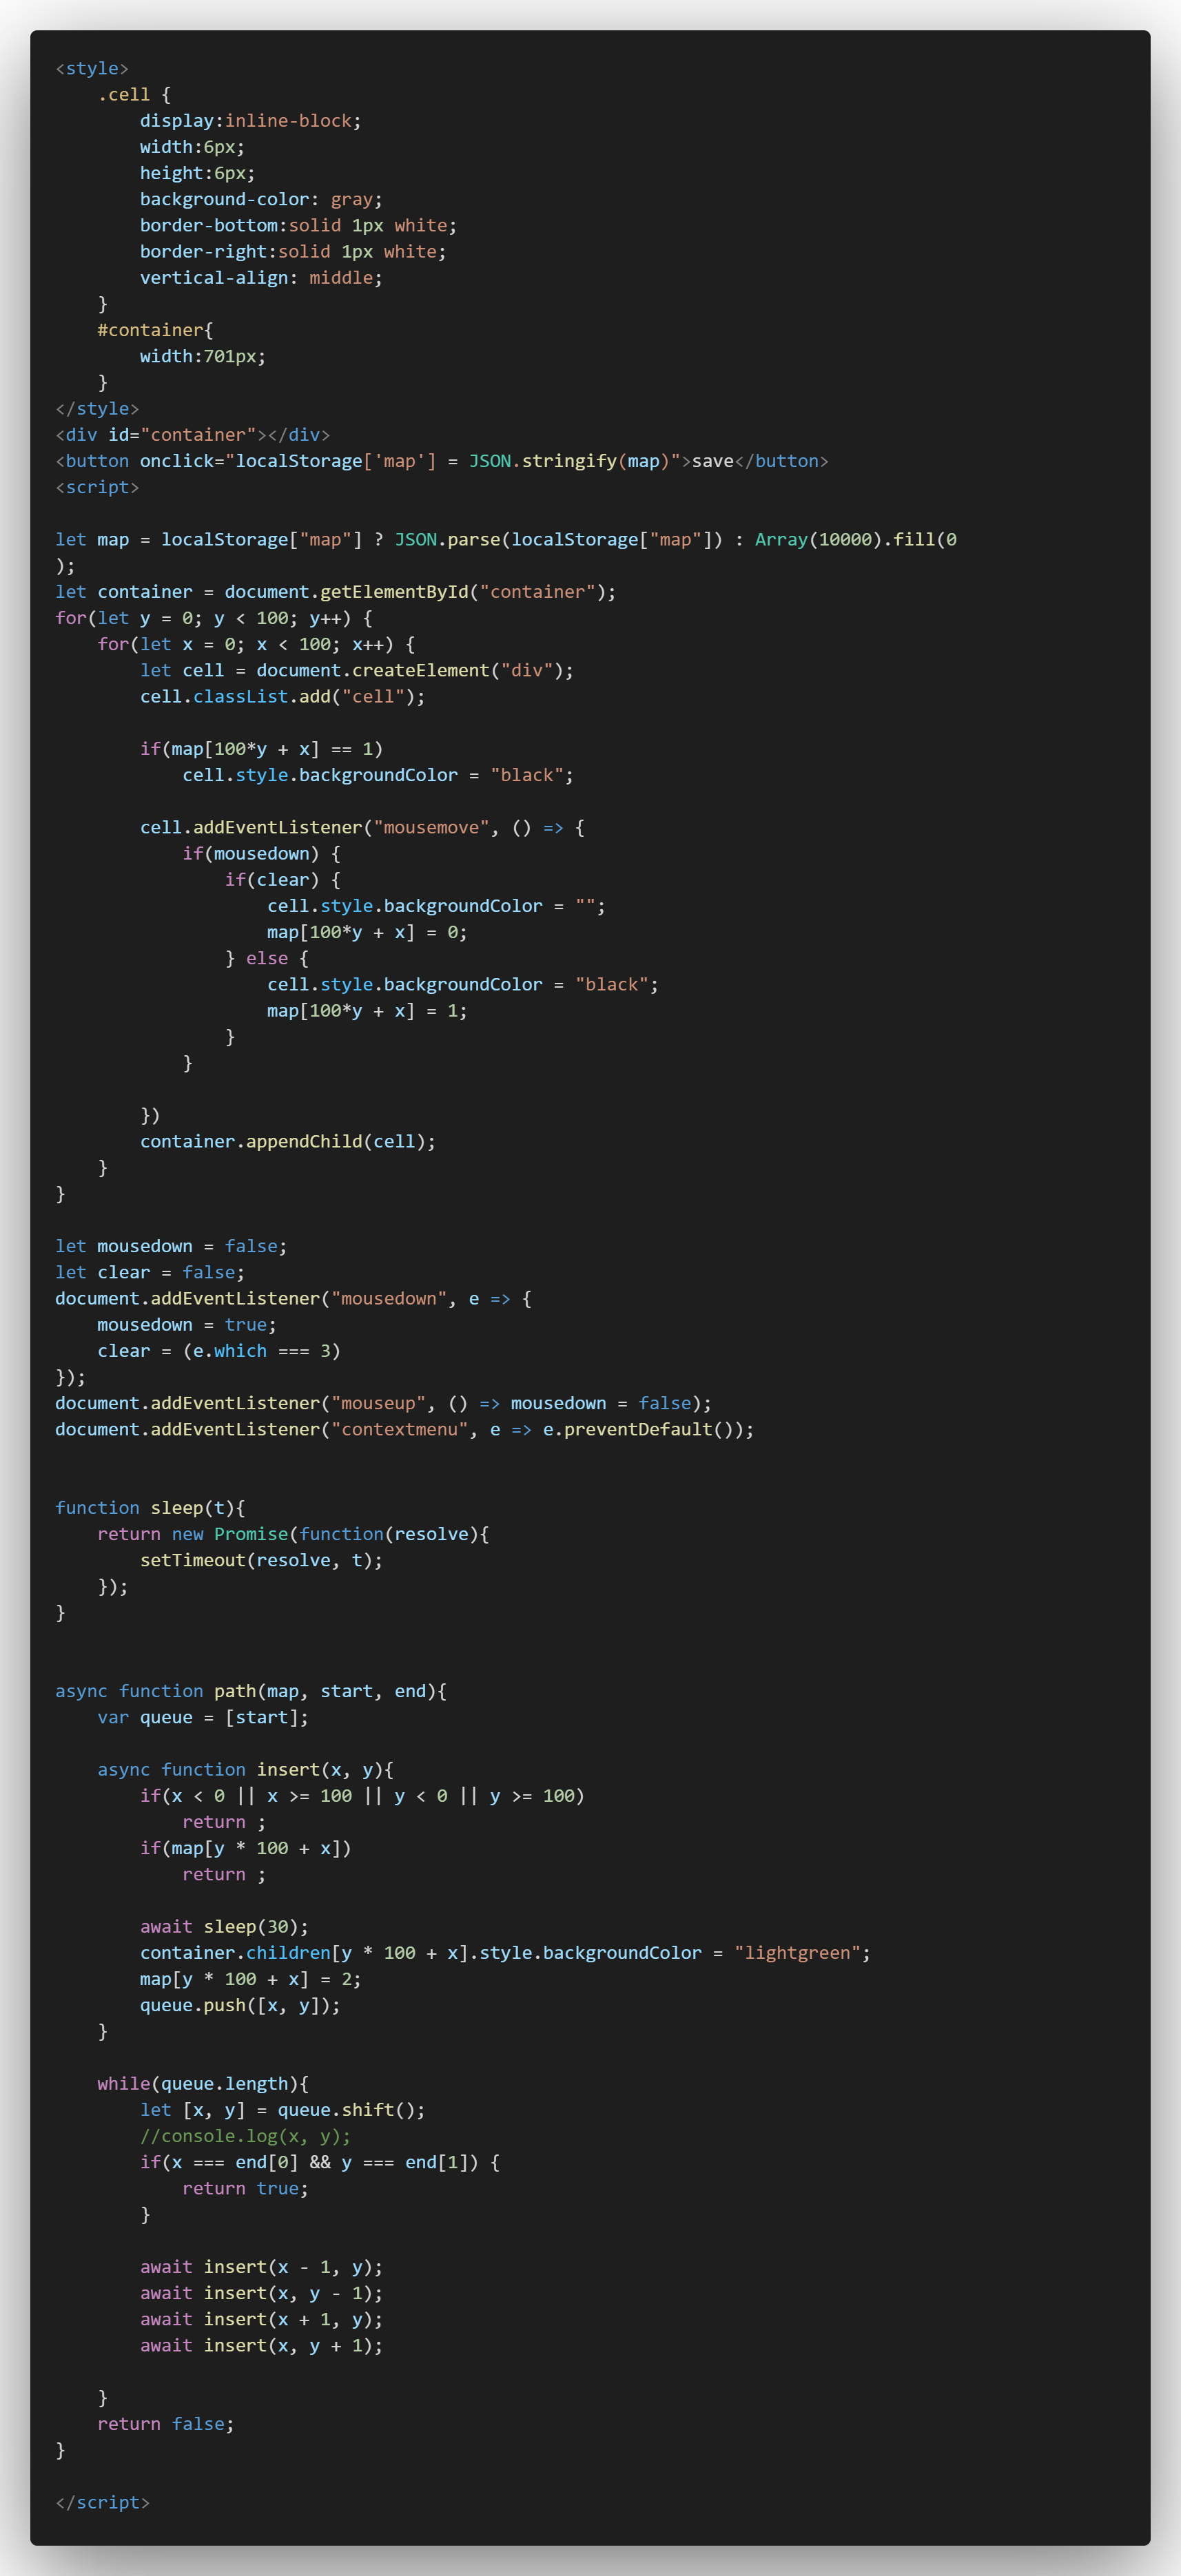 <style>
    .cell {
        display:inline-block;
        width:6px;
        height:6px;
        background-color: gray;
        border-bottom:solid 1px white;
        border-right:solid 1px white;
        vertical-align: middle;
    }
    #container{
        width:701px;
    }
</style>
<div id="container"></div>
<button onclick="localStorage['map'] = JSON.stringify(map)">save</button>
<script>

let map = localStorage["map"] ? JSON.parse(localStorage["map"]) : Array(10000).fill(0
);
let container = document.getElementById("container");
for(let y = 0; y < 100; y++) {
    for(let x = 0; x < 100; x++) {
        let cell = document.createElement("div");
        cell.classList.add("cell");

        if(map[100*y + x] == 1)
            cell.style.backgroundColor = "black";

        cell.addEventListener("mousemove", () => {
            if(mousedown) {
                if(clear) {
                    cell.style.backgroundColor = "";
                    map[100*y + x] = 0;
                } else {
                    cell.style.backgroundColor = "black";
                    map[100*y + x] = 1;
                }
            }

        })
        container.appendChild(cell);
    }
}

let mousedown = false;
let clear = false;
document.addEventListener("mousedown", e => {
    mousedown = true;
    clear = (e.which === 3)
});
document.addEventListener("mouseup", () => mousedown = false);
document.addEventListener("contextmenu", e => e.preventDefault());


function sleep(t){
    return new Promise(function(resolve){
        setTimeout(resolve, t);
    });
}


async function path(map, start, end){
    var queue = [start];

    async function insert(x, y){
        if(x < 0 || x >= 100 || y < 0 || y >= 100)
            return ;
        if(map[y * 100 + x])
            return ;

        await sleep(30);
        container.children[y * 100 + x].style.backgroundColor = "lightgreen";
        map[y * 100 + x] = 2;
        queue.push([x, y]);
    }

    while(queue.length){
        let [x, y] = queue.shift();
        //console.log(x, y);
        if(x === end[0] && y === end[1]) {
            return true;
        }

        await insert(x - 1, y);
        await insert(x, y - 1);
        await insert(x + 1, y);
        await insert(x, y + 1);

    }
    return false;
}

</script>